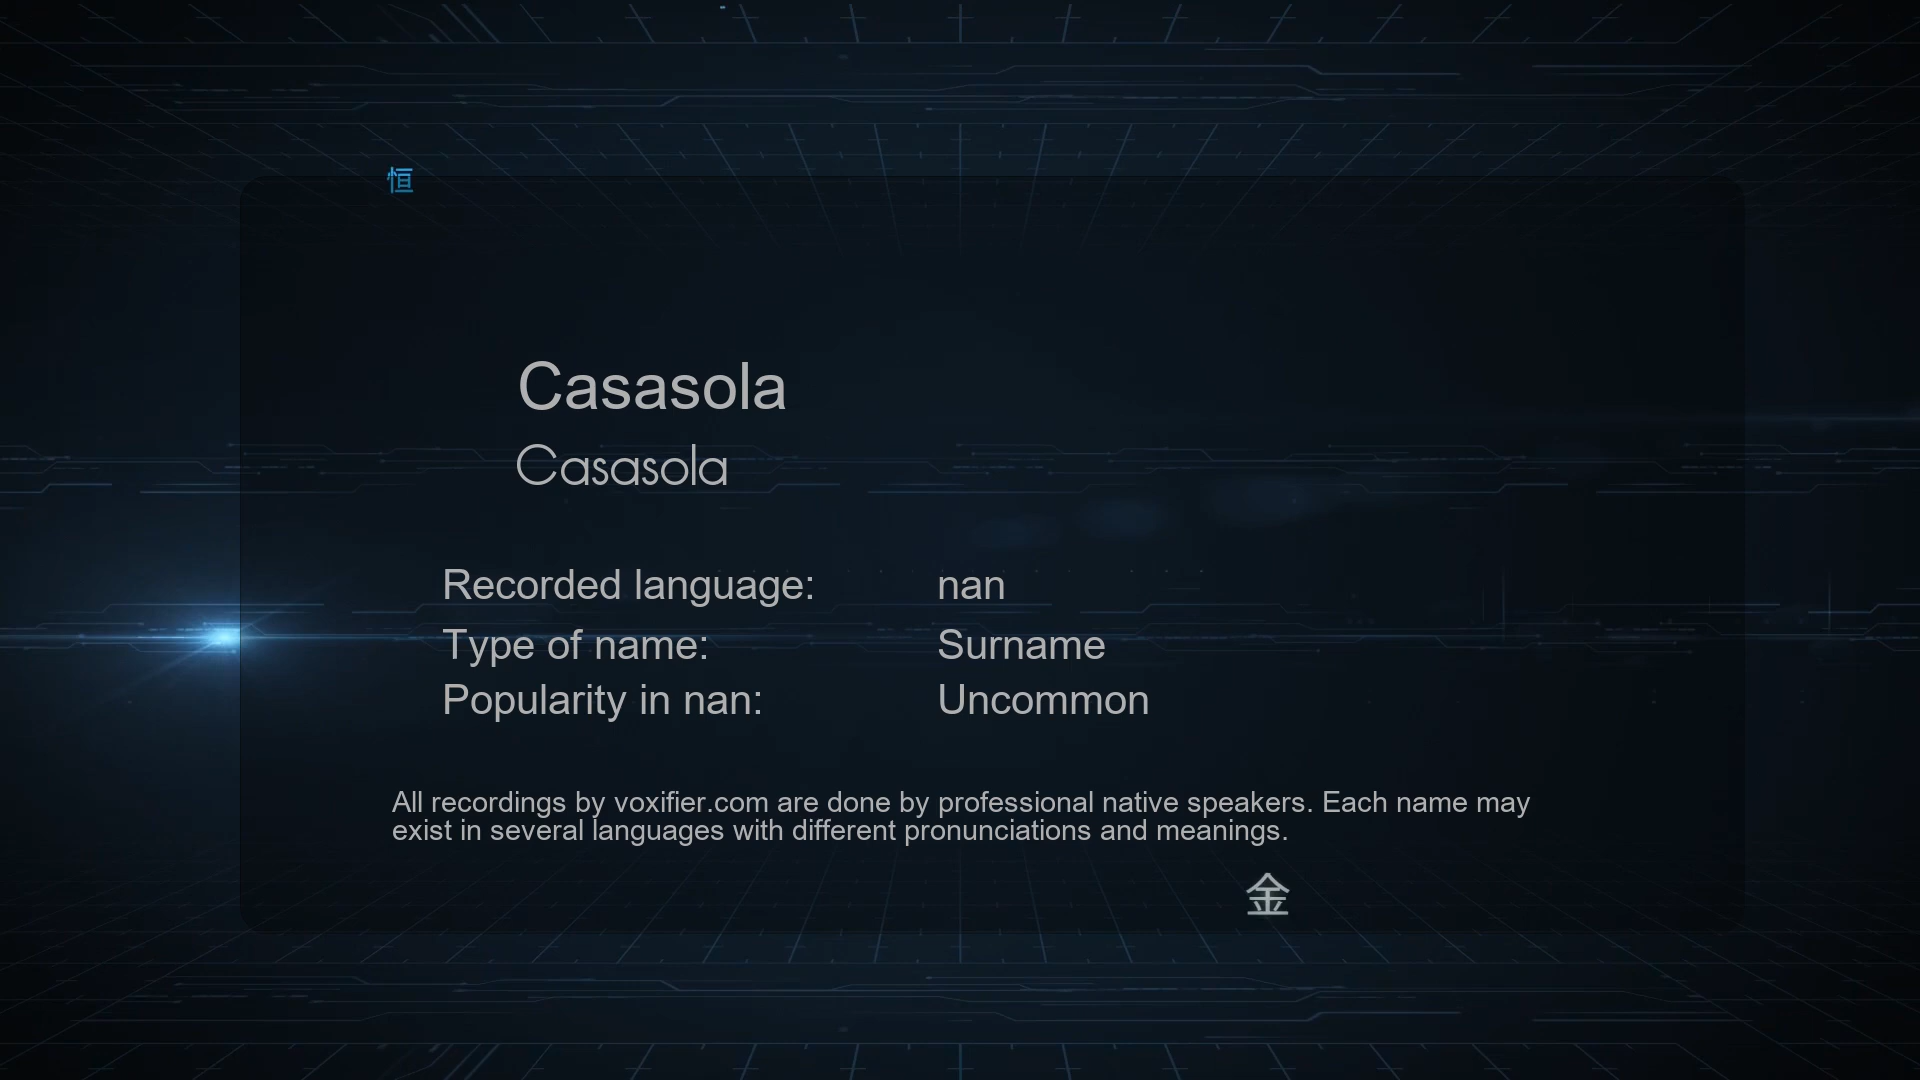 恒
Casasola
Casasola
Recorded language: nan
Type of name: Surname
Popularity in nan: Uncommon
All recordings by voxifier.com are done by professional native speakers. Each name may
exist in several languages with different pronunciations and meanings.
金